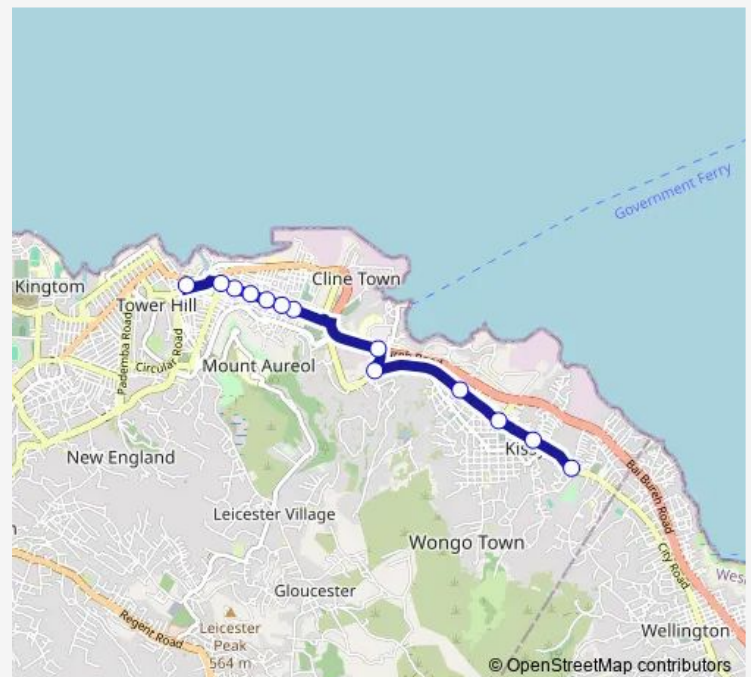 Government Ferry
Kingtom
Cline Town
Tower Hill
Pademba Road
Circular Road
Mount Aureol
New England
Leicester Village
Wongo Town
Bai Bureh Road
City Road
Gloucester
Regent Road
Leicester
Peak
564 m
Wellington
© OpenStreetMap contributors